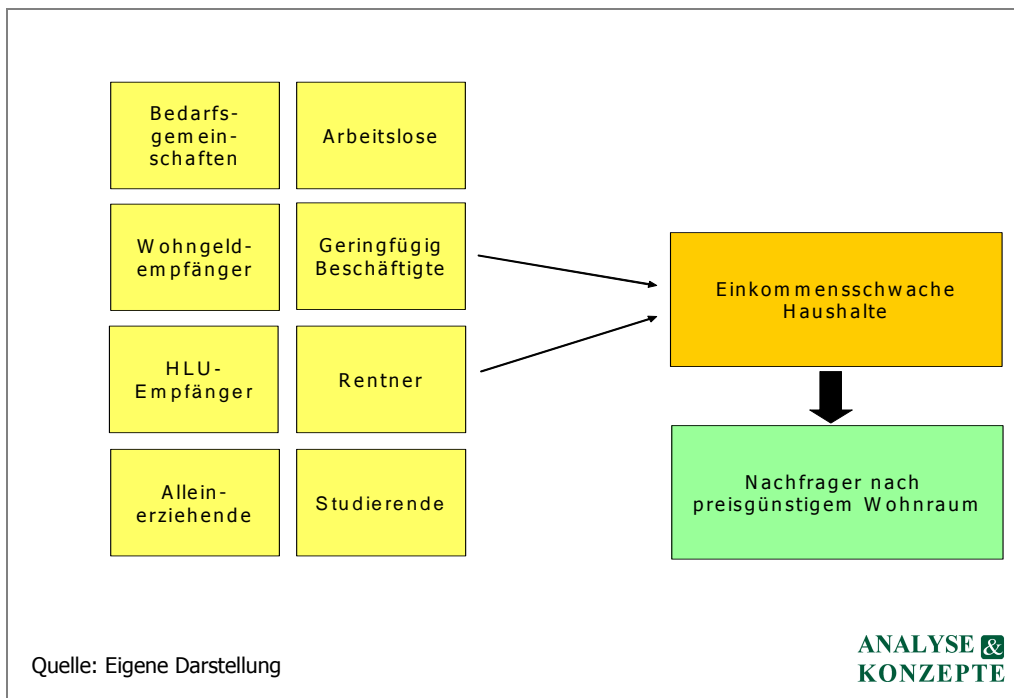 Bedarfs-
gemein-
schaften
Arbeitslose
Wohngeld-
empfänger
Geringfügig
Beschäftigte
HLU-
Empfänger
Rentner
Allein-
erziehende
Studierende
Einkommensschwache
Haushalte
Nachfrager nach
preisgünstigem Wohnraum
Quelle: Eigene Darstellung
ANALYSE &
KONZEPTE